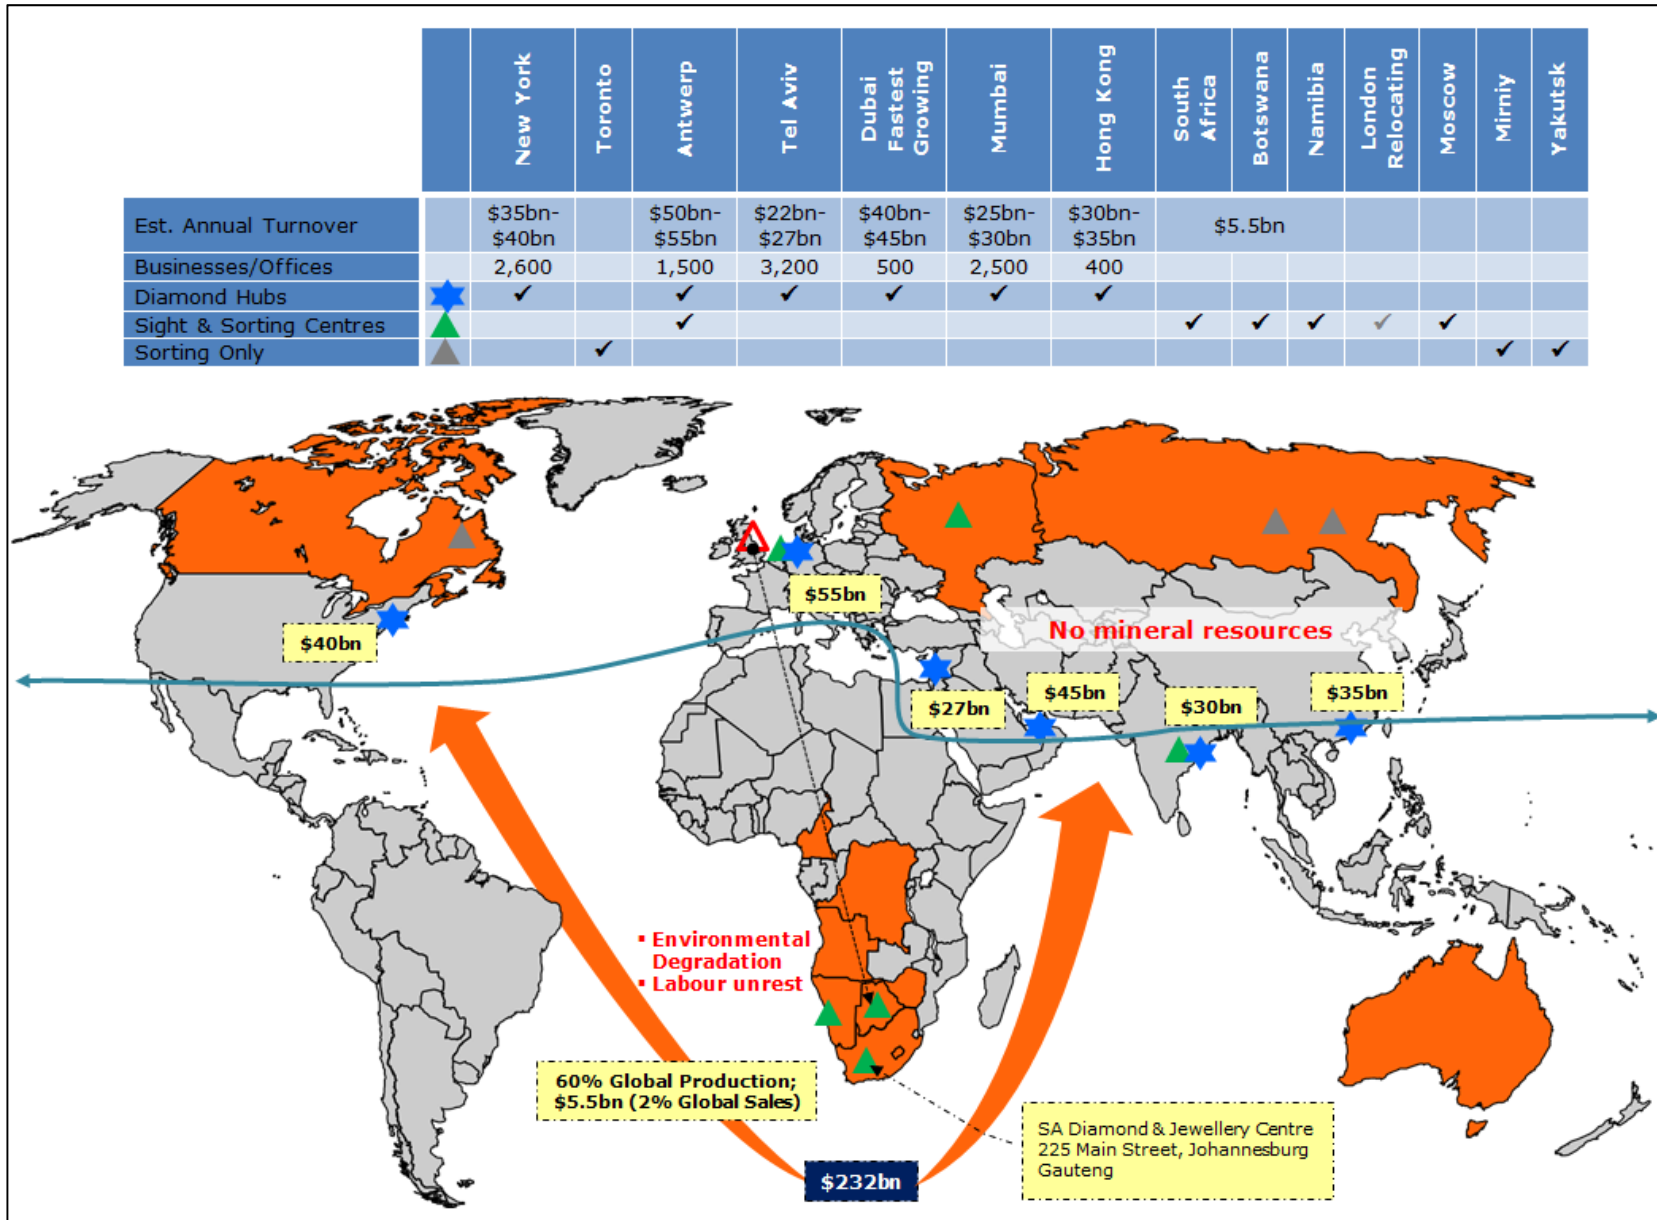 New York
Toronto
Antwerp
Tel Aviv
Dubai
Fastest
Growing
Mumbai
Hong Kong
South
Africa
Botswana
Namibia
London
Relocating
Moscow
Mirniy
Yakutsk
Est. Annual Turnover
$35bn-
$40bn
$50bn-
$55bn
$22bn-
$27bn
$40bn-
$45bn
$25bn-
$30bn
$30bn-
$35bn
$5.5bn
Businesses/Offices 2,600 1,500 3,200 500 2,500 400
Diamond Hubs ✔ ✔ ✔ ✔ ✔ ✔
Sight & Sorting Centres ✔ ✔ ✔ ✔ ✔ ✔
Sorting Only ✔ ✔ ✔
$55bn
No mineral resources
$40bn
$27bn
$45bn
$30bn
$35bn
▪ Environmental
Degradation
▪ Labour unrest
60% Global Production;
$5.5bn (2% Global Sales)
SA Diamond & Jewellery Centre
225 Main Street, Johannesburg
Gauteng
$232bn